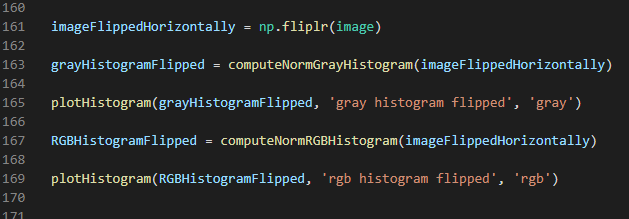 160
161 imageFlippedHorizontally = np.fliplr(image)
162
163 grayHistogramFlipped = computeNormGrayHistogram(imageFlippedHorizontally)
164
165 plotHistogram(grayHistogramFlipped, 'gray histogram flipped', 'gray')
166
167 RGBHistogramFlipped = computeNormRGBHistogram(imageFlippedHorizontally)
168
169 plotHistogram(RGBHistogramFlipped, 'rgb histogram flipped', 'rgb')
170
171